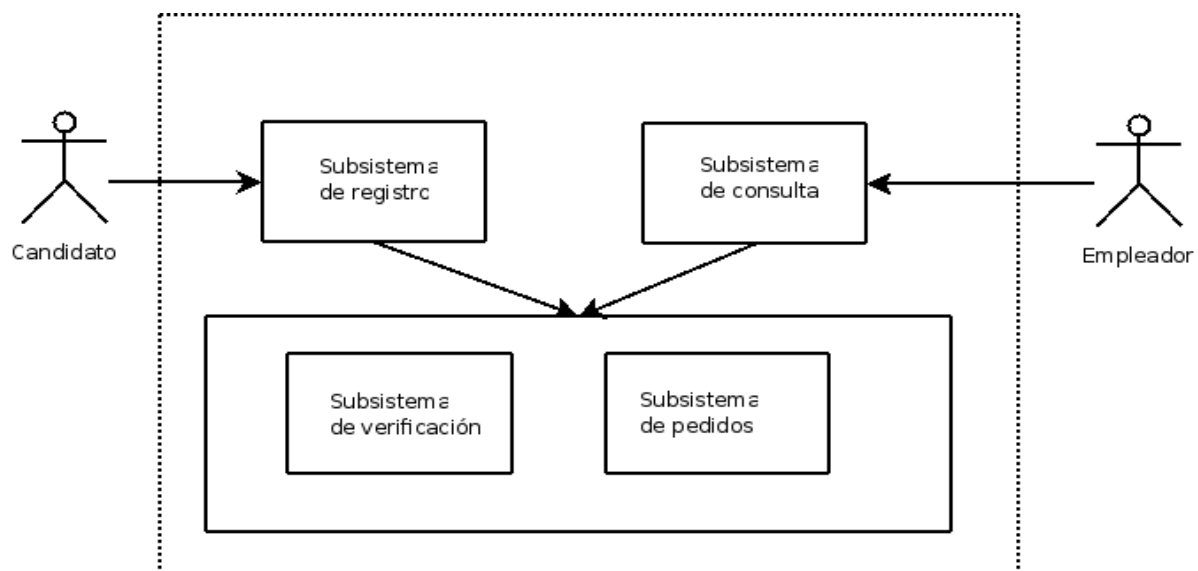 Subsistema
de registro
Subsistema
de consulta
Candidato
Empleador
Subsistema
de verificación
Subsistema
de pedidos